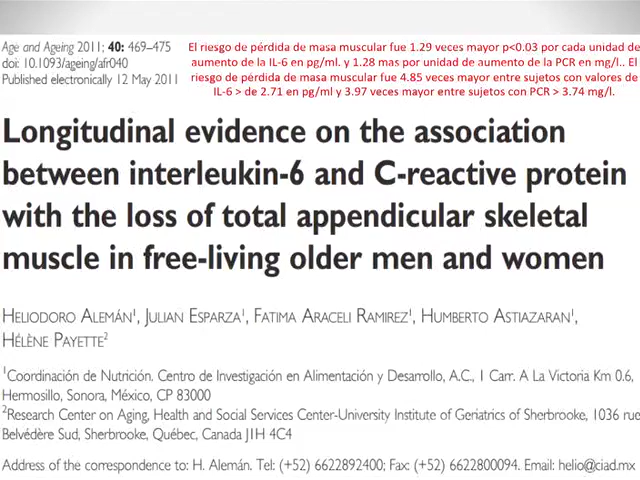 Age and Ageing 2011; 40: 469–475
doi: 10.1093/ageing/afr040
Published electronically 12 May 2011
El riesgo de pérdida de masa muscular fue 1.29 veces mayor p<0.03 por cada unidad de
aumento de la IL-6 en pg/ml. y 1.28 mas por unidad de aumento de la PCR en mg/l.. El
riesgo de pérdida de masa muscular fue 4.85 veces mayor entre sujetos con valores de
IL-6 > de 2.71 en pg/ml y 3.97 veces mayor entre sujetos con PCR > 3.74 mg/l.
Longitudinal evidence on the association
between interleukin-6 and C-reactive protein
with the loss of total appendicular skeletal
muscle in free-living older men and women
HELIODORO ALEMÁN¹, JULIAN ESPARZA¹, FATIMA ARACELI RAMIREZ¹, HUMBERTO ASTIAZARAN¹,
HÉLÈNE PAYETTE²
¹Coordinación de Nutrición. Centro de Investigación en Alimentación y Desarrollo, A.C., 1 Carr. A La Victoria Km 0.6,
Hermosillo, Sonora, México, CP 83000
²Research Center on Aging, Health and Social Services Center-University Institute of Geriatrics of Sherbrooke, 1036 rue
Belvédère Sud, Sherbrooke, Québec, Canada J1H 4C4
Address of the correspondence to: H. Alemán. Tel: (+52) 6622892400; Fax: (+52) 6622800094. Email: helio@ciad.mx